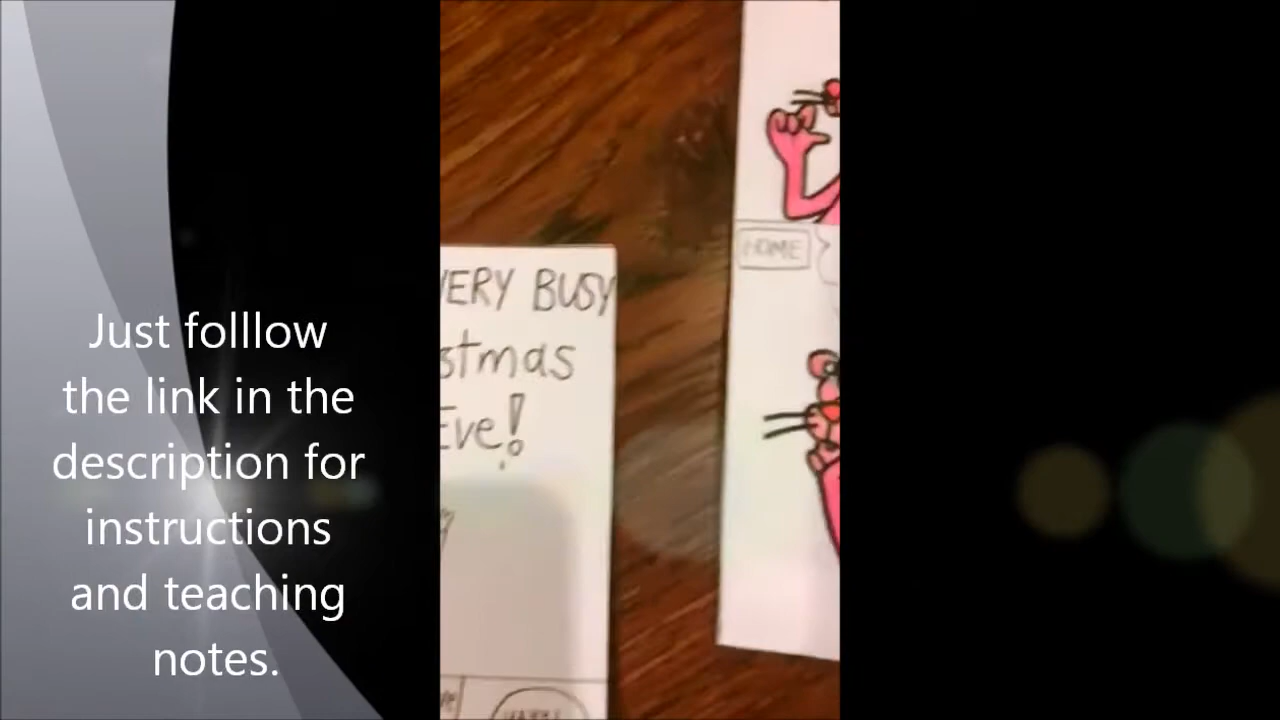 Just folllow
the link in the
description for
instructions
and teaching
notes.
VERY BUSY
stmas
Eve!
HOME